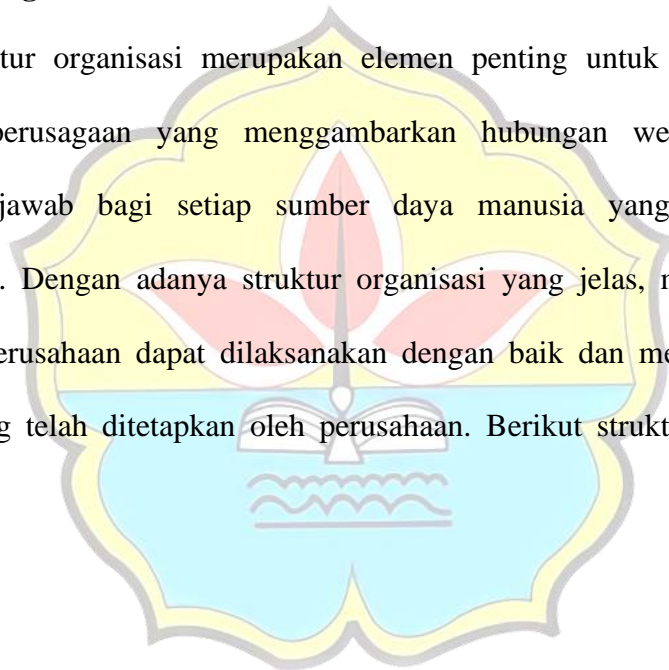 tur organisasi merupakan elemen penting untuk
perusagaan yang menggambarkan hubungan we
jawab bagi setiap sumber daya manusia yang
. Dengan adanya struktur organisasi yang jelas,
erusahaan dapat dilaksanakan dengan baik dan me
g telah ditetapkan oleh perusahaan. Berikut strukt